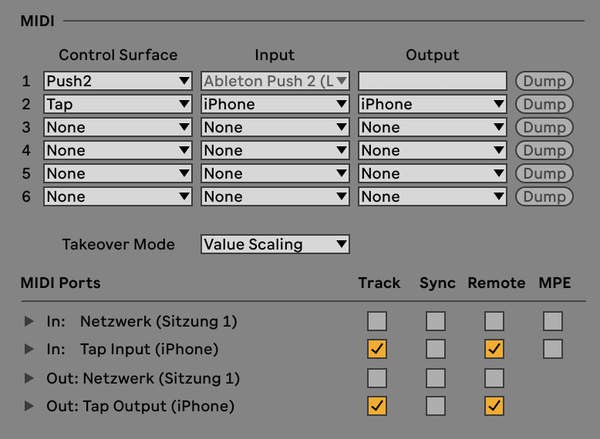 MIDI
Control Surface Input Output
1 Push2 Ableton Push 2 (L Dump
2 Tap iPhone iPhone Dump
3 None None None Dump
4 None None None Dump
5 None None None Dump
6 None None None Dump
Takeover Mode Value Scaling
MIDI Ports Track Sync Remote MPE
In: Netzwerk (Sitzung 1)
In: Tap Input (iPhone)
Out: Netzwerk (Sitzung 1)
Out: Tap Output (iPhone)